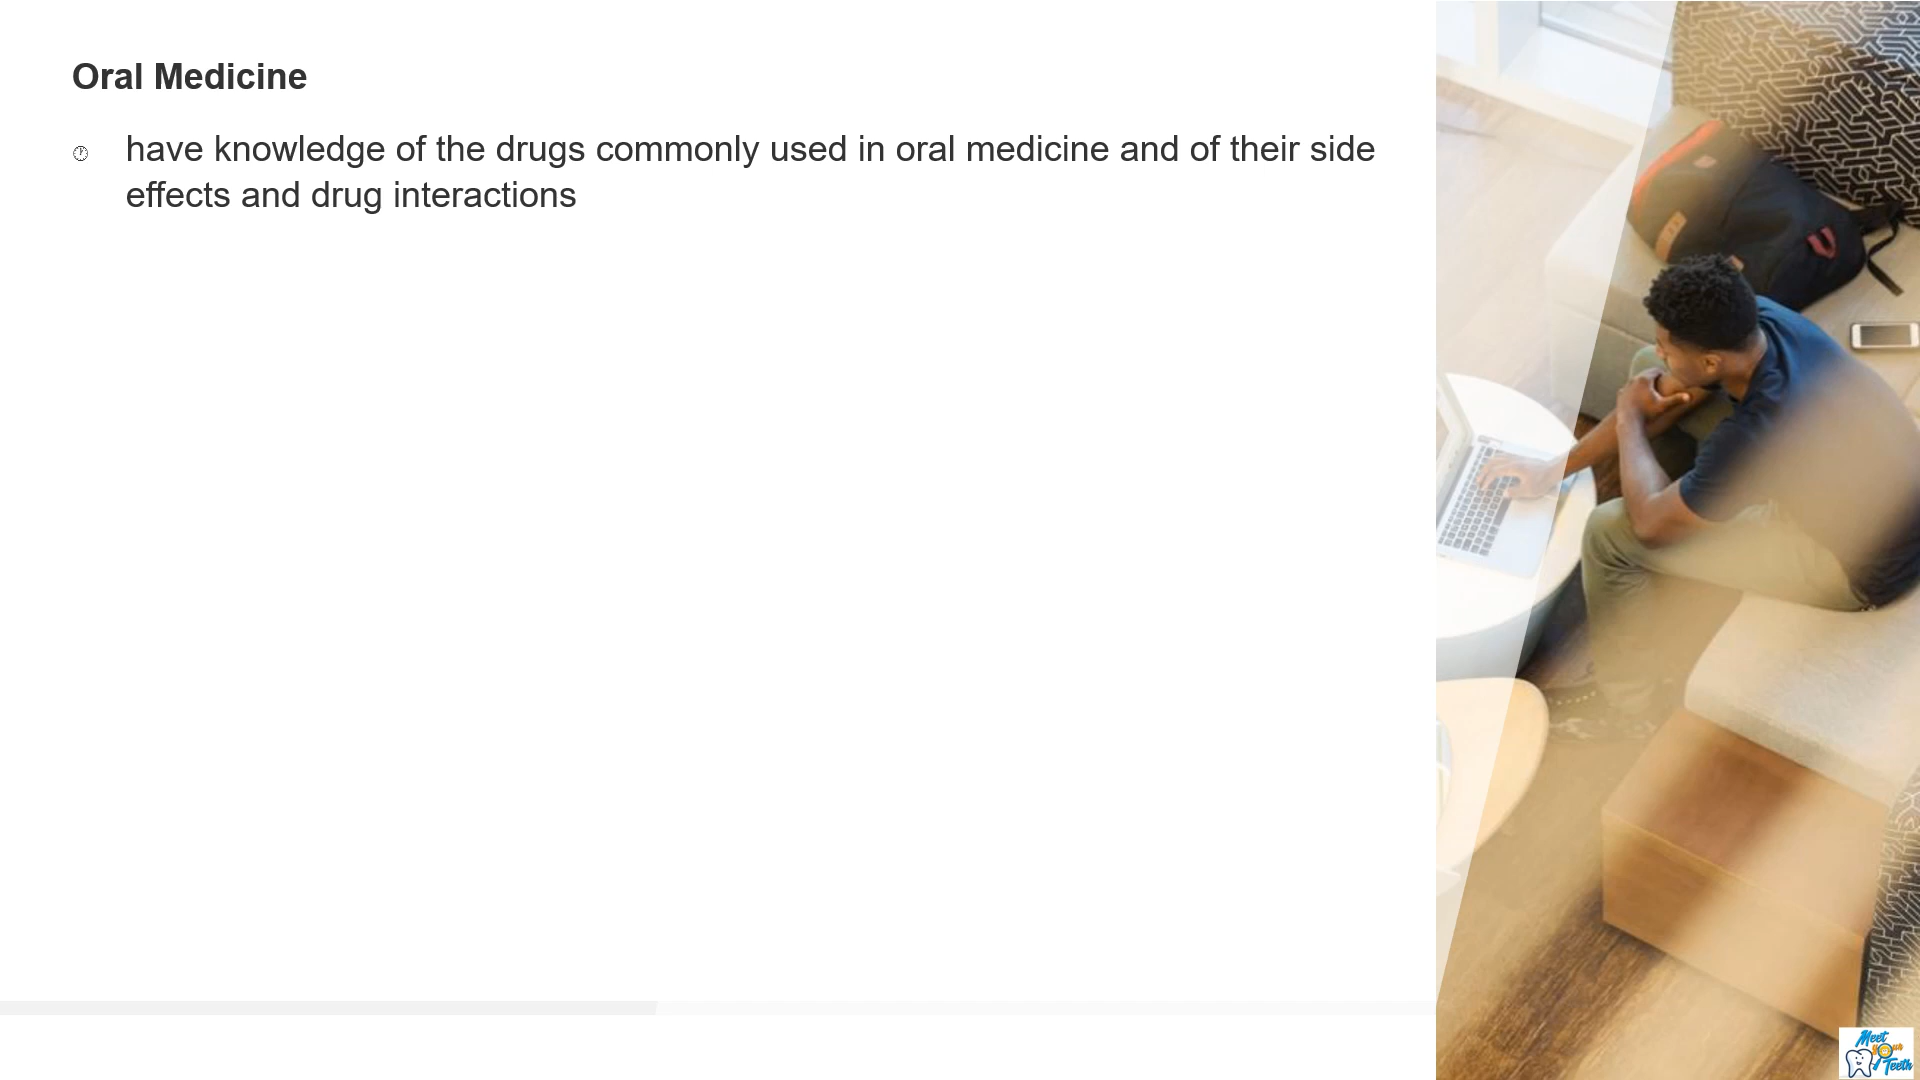 Oral Medicine
have knowledge of the drugs commonly used in oral medicine and of their side
effects and drug interactions
Meet
Your
Teeth